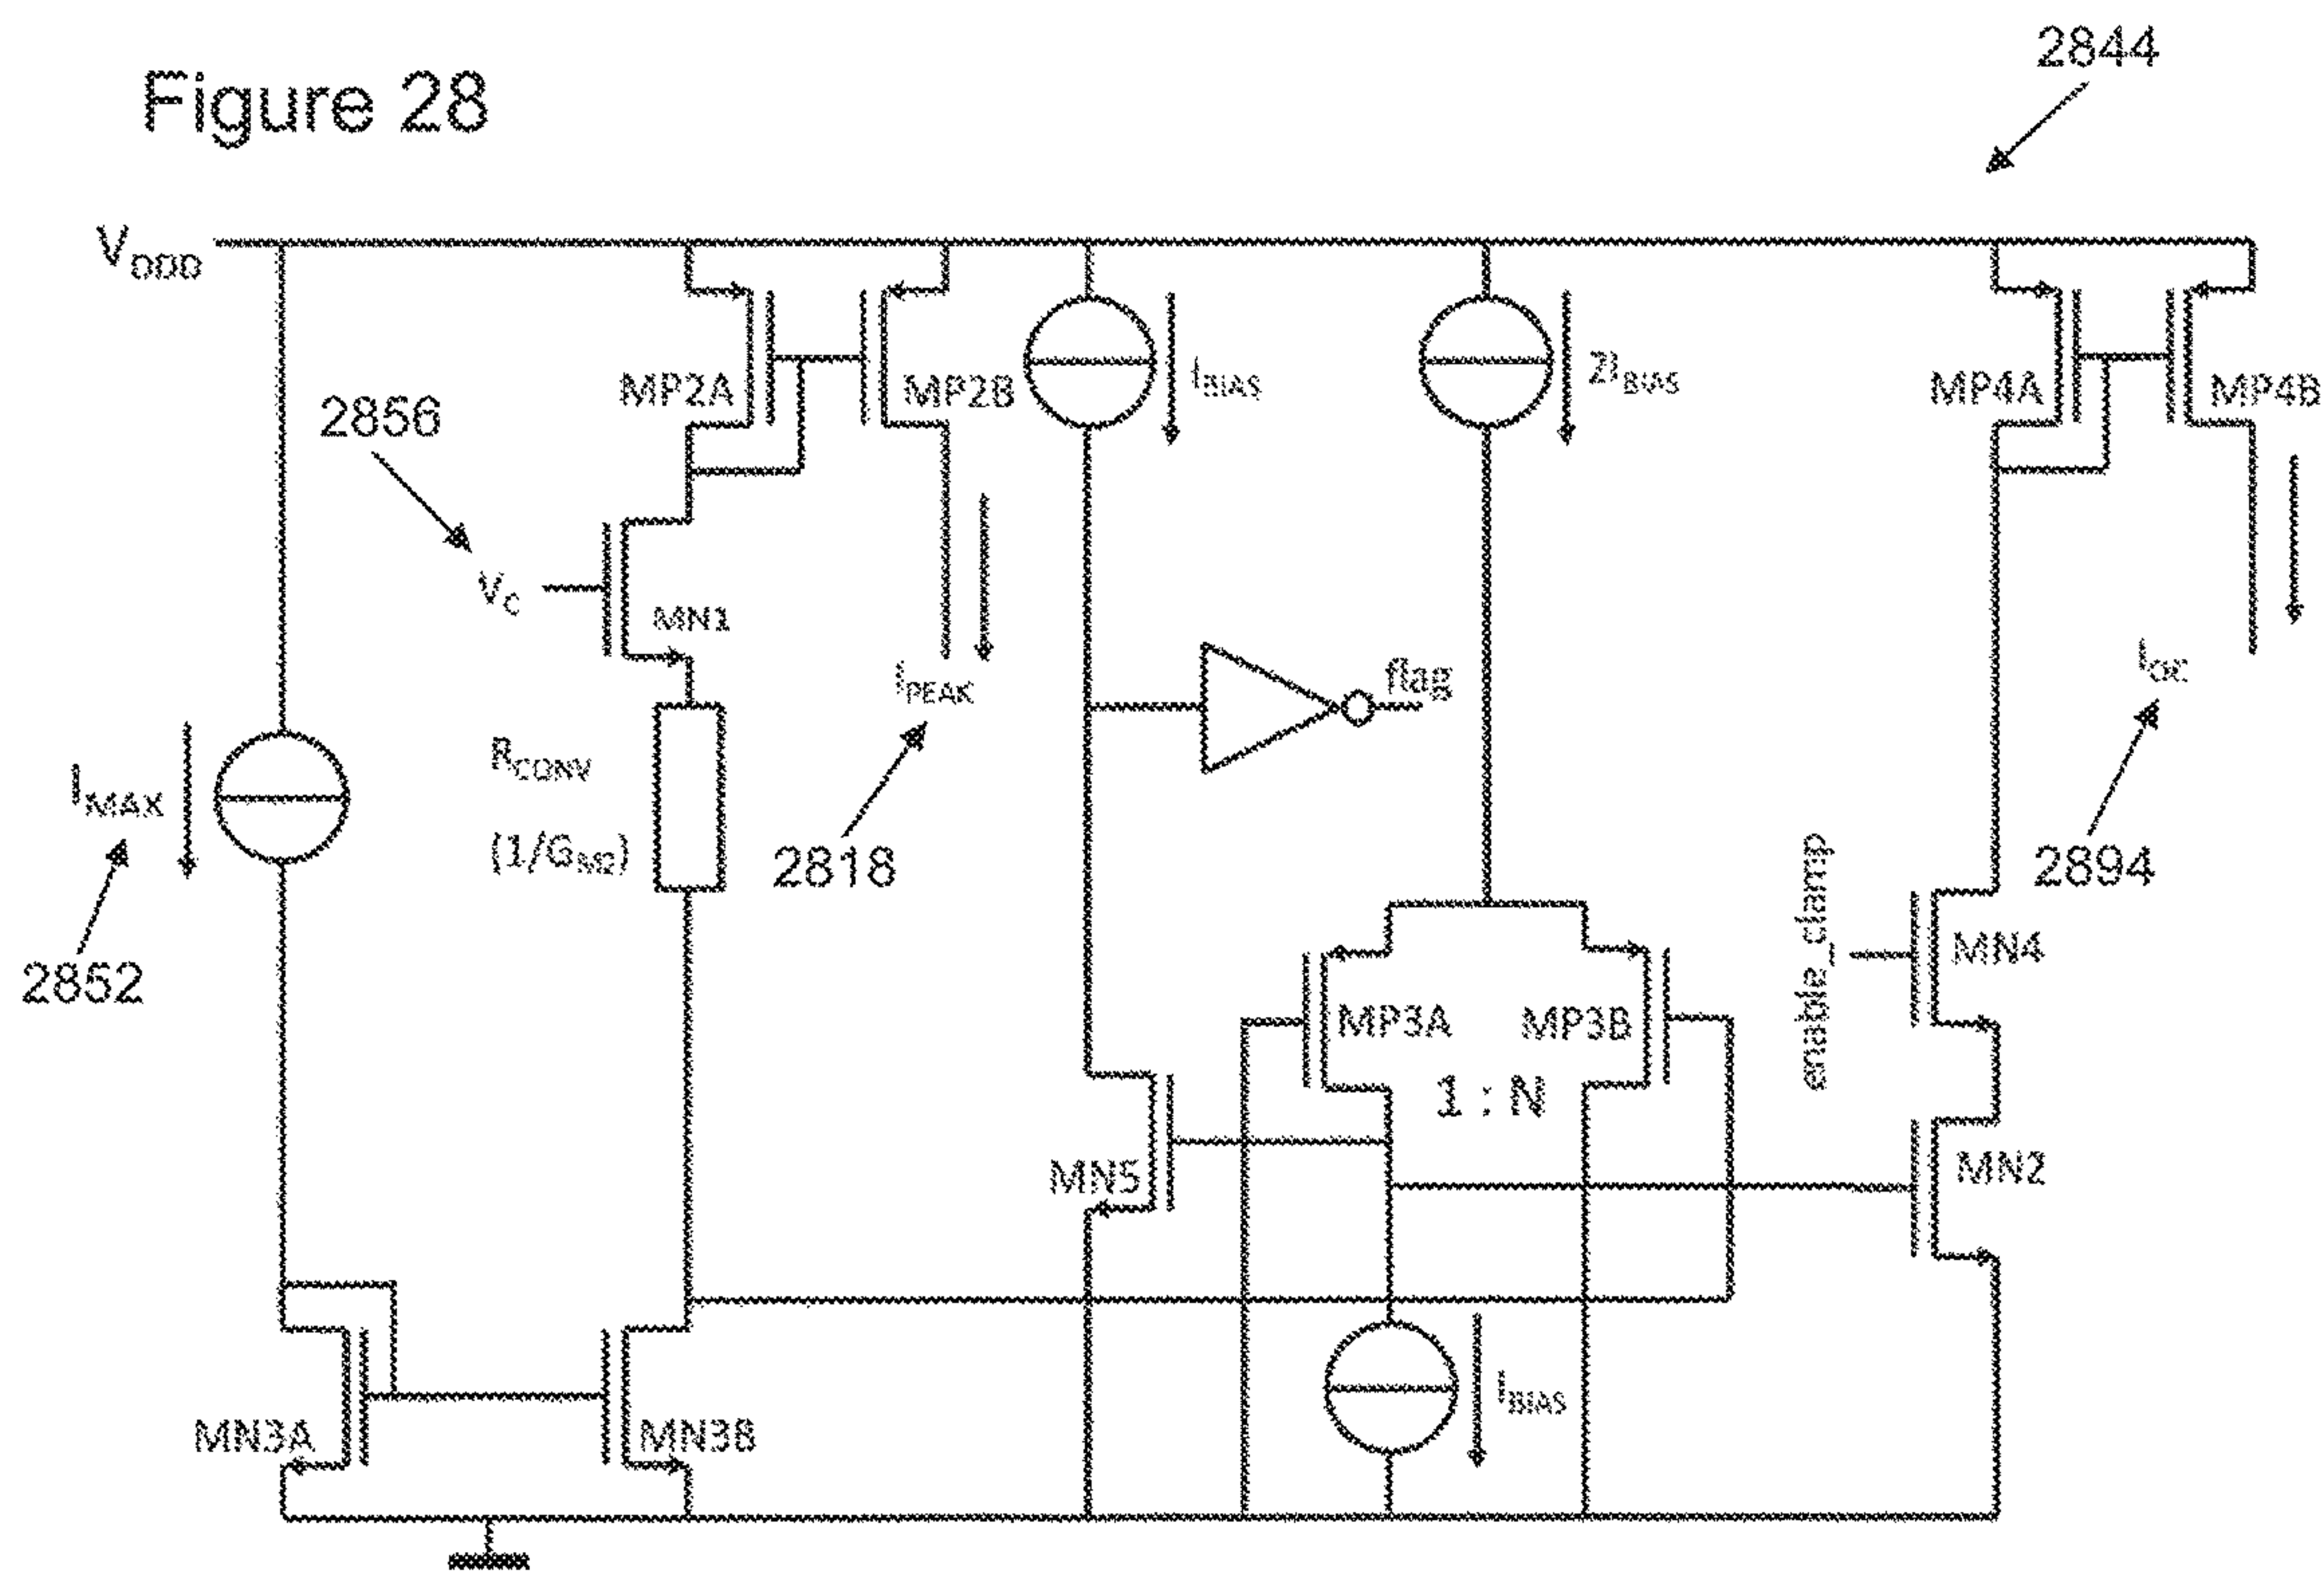 Figure 28
2844
VDDD
MP2A
MP2B
IBIAS
2IBIAS
MP4A
MP4B
2856
VC
MN1
IPEAK
flag
IOC
IMAX
RCONV
(1/GM2)
2818
2894
2852
enable_clamp
MN4
MP3A
MP3B
1 : N
MN5
MN2
IBIAS
MN3A
MN3B